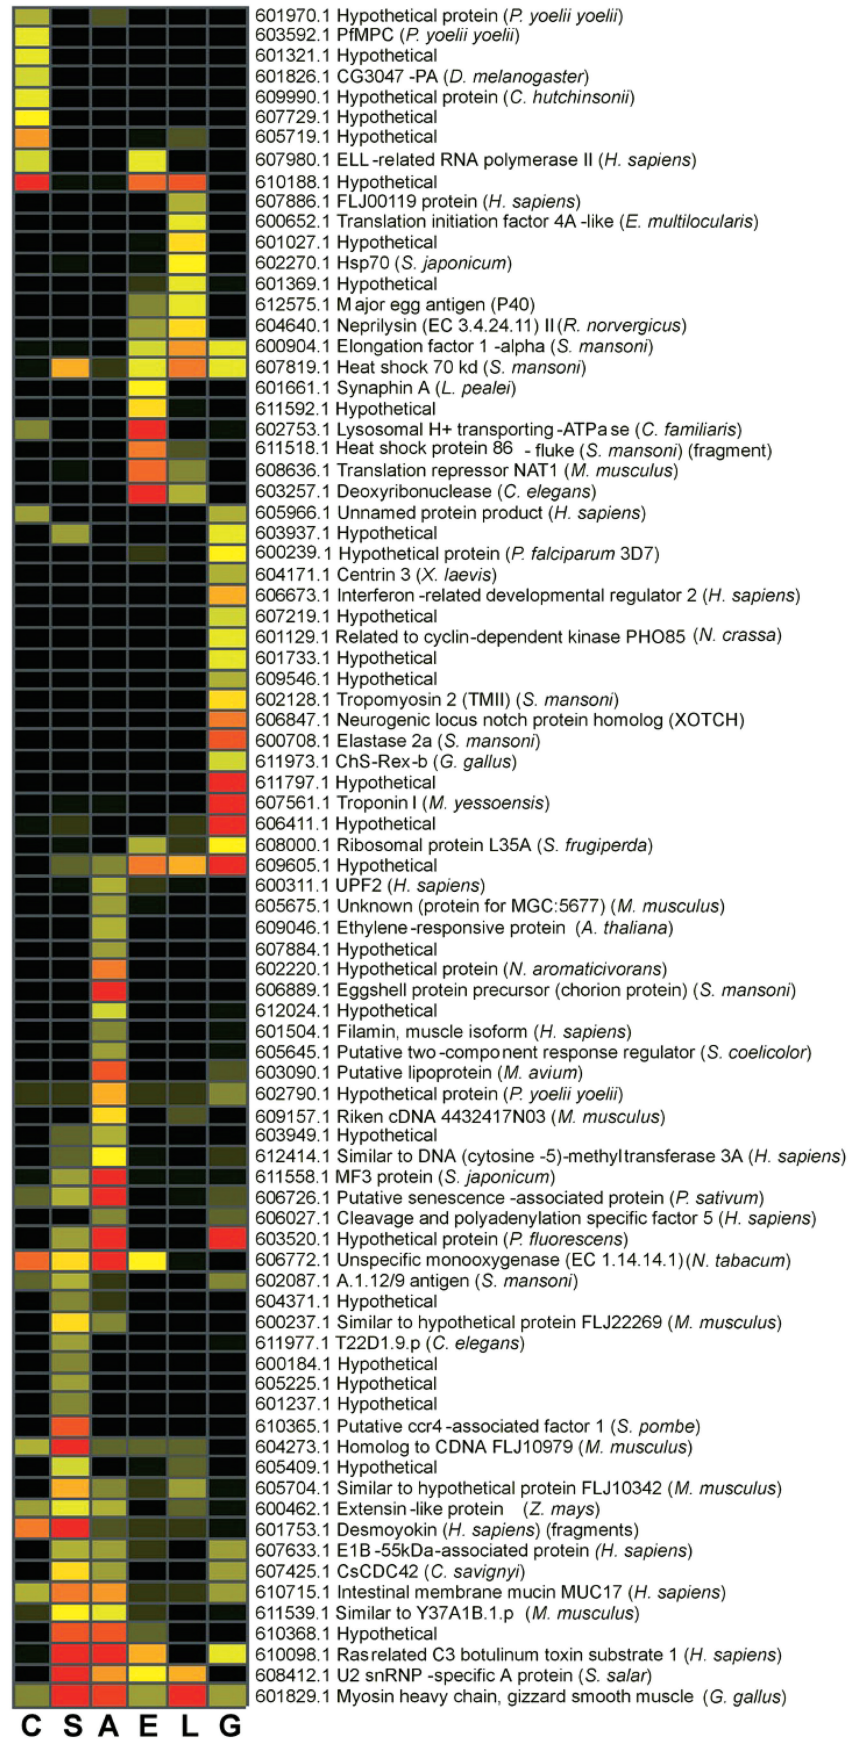 601970.1 Hypothetical protein (P. yoelii yoelii)
603592.1 PfMPC (P. yoelii yoelii)
601321.1 Hypothetical
601826.1 CG3047 -PA (D. melanogaster)
609990.1 Hypothetical protein (C. hutchinsonii)
607729.1 Hypothetical
605719.1 Hypothetical
607980.1 ELL -related RNA polymerase II (H. sapiens)
610188.1 Hypothetical
607886.1 FLJ00119 protein (H. sapiens)
600652.1 Translation initiation factor 4A -like (E. multilocularis)
601027.1 Hypothetical
602270.1 Hsp70 (S. japonicum)
601369.1 Hypothetical
612575.1 Major egg antigen (P40)
604640.1 Neprilysin (EC 3.4.24.11) II (R. norvergicus)
600904.1 Elongation factor 1 -alpha (S. mansoni)
607819.1 Heat shock 70 kd (S. mansoni)
601661.1 Synaphin A (L. pealei)
611592.1 Hypothetical
602753.1 Lysosomal H+ transporting -ATPase (C. familiaris)
611518.1 Heat shock protein 86 - fluke (S. mansoni) (fragment)
608636.1 Translation repressor NAT1 (M. musculus)
603257.1 Deoxyribonuclease (C. elegans)
605966.1 Unnamed protein product (H. sapiens)
603937.1 Hypothetical
600239.1 Hypothetical protein (P. falciparum 3D7)
604171.1 Centrin 3 (X. laevis)
606673.1 Interferon -related developmental regulator 2 (H. sapiens)
607219.1 Hypothetical
601129.1 Related to cyclin-dependent kinase PHO85 (N. crassa)
601733.1 Hypothetical
609546.1 Hypothetical
602128.1 Tropomyosin 2 (TMII) (S. mansoni)
606847.1 Neurogenic locus notch protein homolog (XOTCH)
600708.1 Elastase 2a (S. mansoni)
611973.1 ChS-Rex-b (G. gallus)
611797.1 Hypothetical
607561.1 Troponin I (M. yessoensis)
606411.1 Hypothetical
608000.1 Ribosomal protein L35A (S. frugiperda)
609605.1 Hypothetical
600311.1 UPF2 (H. sapiens)
605675.1 Unknown (protein for MGC:5677) (M. musculus)
609046.1 Ethylene -responsive protein (A. thaliana)
607884.1 Hypothetical
602220.1 Hypothetical protein (N. aromaticivorans)
606889.1 Eggshell protein precursor (chorion protein) (S. mansoni)
612024.1 Hypothetical
601504.1 Filamin, muscle isoform (H. sapiens)
605645.1 Putative two -component response regulator (S. coelicolor)
603090.1 Putative lipoprotein (M. avium)
602790.1 Hypothetical protein (P. yoelii yoelii)
609157.1 Riken cDNA 4432417N03 (M. musculus)
603949.1 Hypothetical
612414.1 Similar to DNA (cytosine -5)-methyltransferase 3A (H. sapiens)
611558.1 MF3 protein (S. japonicum)
606726.1 Putative senescence -associated protein (P. sativum)
606027.1 Cleavage and polyadenylation specific factor 5 (H. sapiens)
603520.1 Hypothetical protein (P. fluorescens)
606772.1 Unspecific monooxygenase (EC 1.14.14.1) (N. tabacum)
602087.1 A.1.12/9 antigen (S. mansoni)
604371.1 Hypothetical
600237.1 Similar to hypothetical protein FLJ22269 (M. musculus)
611977.1 T22D1.9.p (C. elegans)
600184.1 Hypothetical
605225.1 Hypothetical
601237.1 Hypothetical
610365.1 Putative ccr4 -associated factor 1 (S. pombe)
604273.1 Homolog to CDNA FLJ10979 (M. musculus)
605409.1 Hypothetical
605704.1 Similar to hypothetical protein FLJ10342 (M. musculus)
600462.1 Extensin -like protein (Z. mays)
601753.1 Desmoyokin (H. sapiens) (fragments)
607633.1 E1B -55kDa-associated protein (H. sapiens)
607425.1 CsCDC42 (C. savignyi)
610715.1 Intestinal membrane mucin MUC17 (H. sapiens)
611539.1 Similar to Y37A1B.1.p (M. musculus)
610368.1 Hypothetical
610098.1 Ras related C3 botulinum toxin substrate 1 (H. sapiens)
608412.1 U2 snRNP -specific A protein (S. salar)
601829.1 Myosin heavy chain, gizzard smooth muscle (G. gallus)
C S A E L G